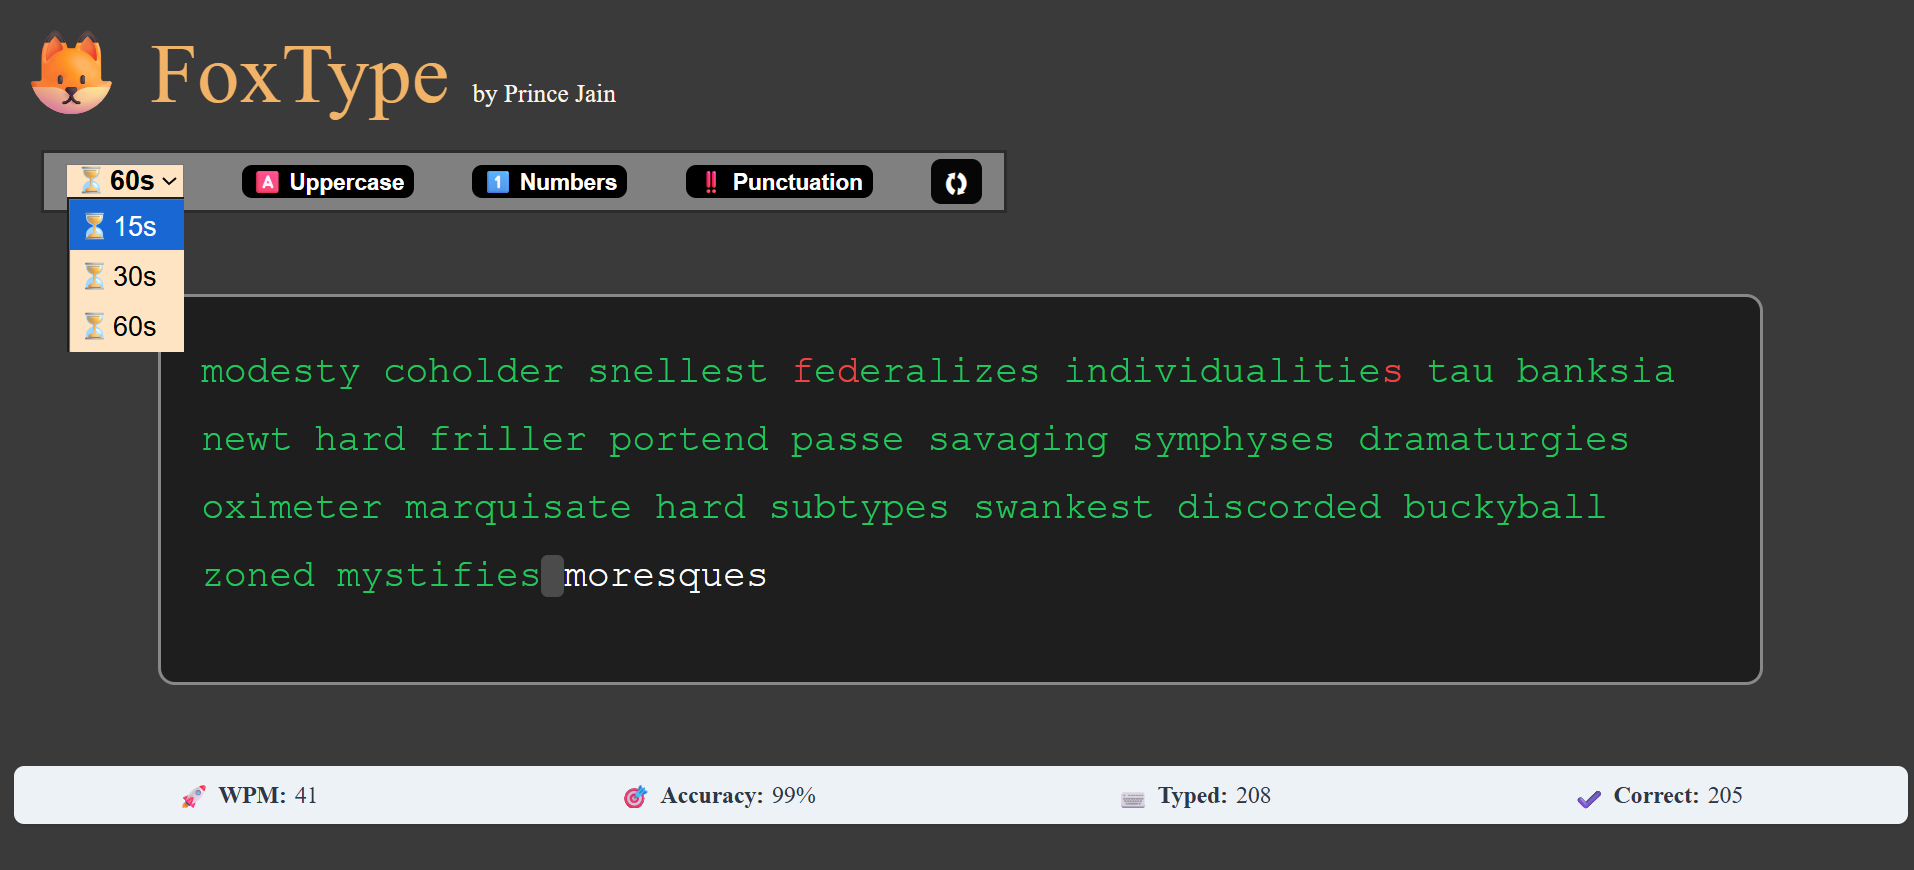 FoxType by Prince Jain
⏳ 60s 🅰 Uppercase 1️⃣ Numbers ‼ Punctuation
⏳ 15s
⏳ 30s
⏳ 60s
modesty coholder snellest federalizes individualities tau banksia
newt hard friller portend passe savaging symphyses dramaturgies
oximeter marquisate hard subtypes swankest discorded buckyball
zoned mystifies moresques
🚀 WPM: 41 🎯 Accuracy: 99% ⌨ Typed: 208 ✔ Correct: 205